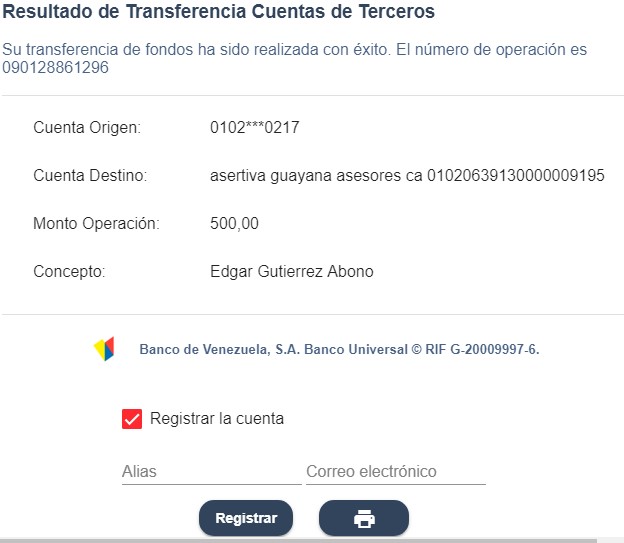 Resultado de Transferencia Cuentas de Terceros
Su transferencia de fondos ha sido realizada con éxito. El número de operación es
090128861296
Cuenta Origen: 0102***0217
Cuenta Destino: asertiva guayana asesores ca 01020639130000009195
Monto Operación: 500,00
Concepto: Edgar Gutierrez Abono
Banco de Venezuela, S.A. Banco Universal © RIF G-20009997-6.
Registrar la cuenta
Alias Correo electrónico
Registrar